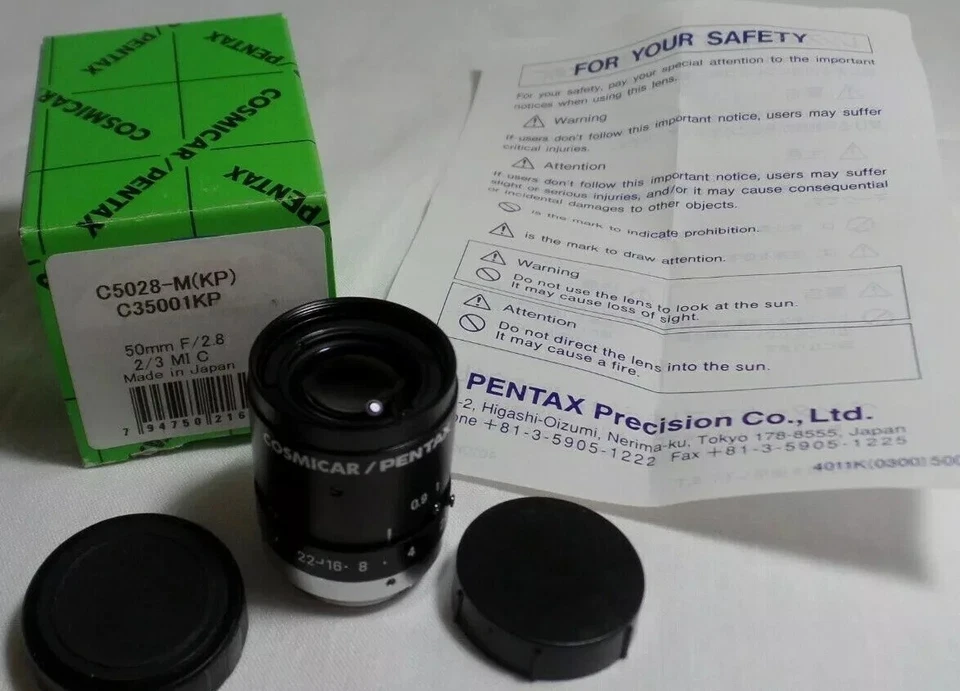 /PENTAX
COSMICAR
COSMICAR/PENTAX
/PENTAX
C5028-M(KP)
C35001KP
50mm F/2.8
2/3 MI C
Made in Japan
7 94750 216
COSMICAR/PENTAX
0.9 1
22 16 8 4
FOR YOUR SAFETY
For your safety, pay your special attention to the important
notices when using this lens.
Warning
If users don't follow this important notice, users may suffer
critical injuries.
Attention
If users don't follow this important notice, users may suffer
slight or serious injuries, and/or it may cause consequential
or incidental damages to other objects.
is the mark to indicate prohibition.
is the mark to draw attention.
Warning
Do not use the lens to look at the sun.
It may cause loss of sight.
Attention
Do not direct the lens into the sun.
It may cause a fire.
PENTAX Precision Co., Ltd.
-2, Higashi-Oizumi, Nerima-ku, Tokyo 178-8555, Japan
one +81-3-5905-1222 Fax +81-3-5905-1225
4011K(0300)500